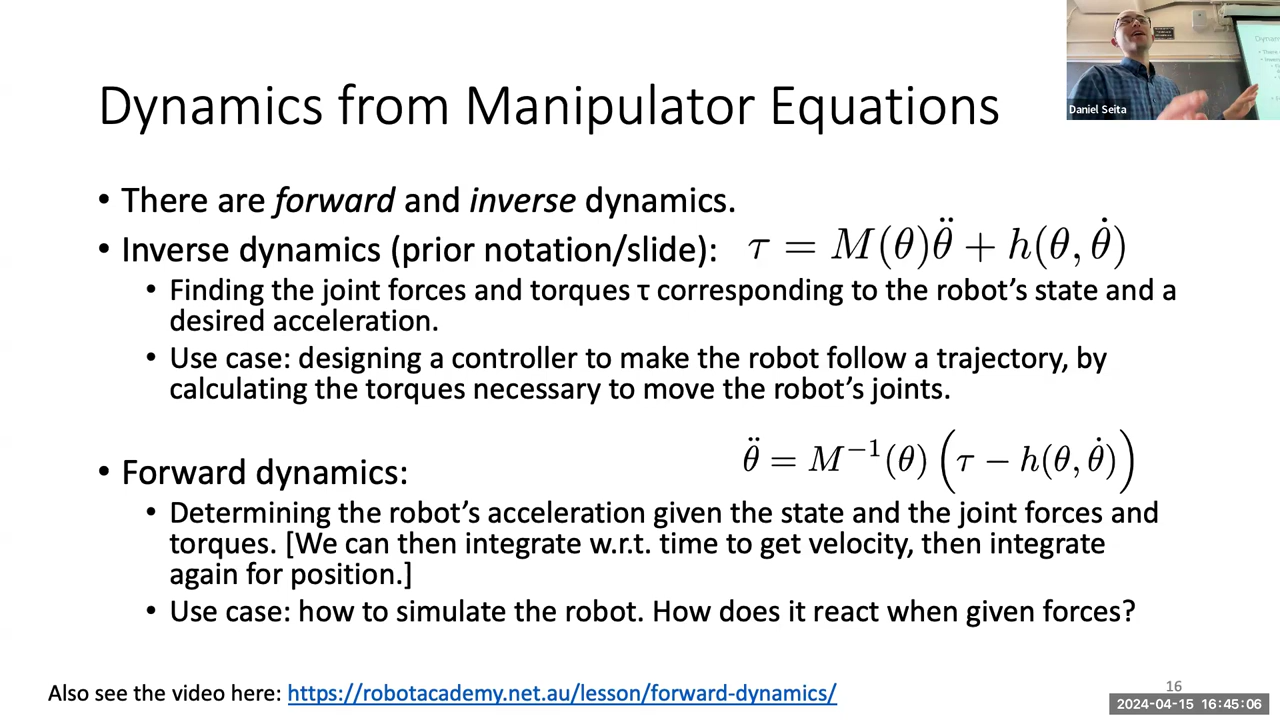 Dynamics from Manipulator Equations
Daniel Seita
• There are forward and inverse dynamics.
• Inverse dynamics (prior notation/slide): τ = M(θ)θ̈ + h(θ, θ̇)
• Finding the joint forces and torques τ corresponding to the robot’s state and a
desired acceleration.
• Use case: designing a controller to make the robot follow a trajectory, by
calculating the torques necessary to move the robot’s joints.
• Forward dynamics: θ̈ = M⁻¹(θ) (τ − h(θ, θ̇))
• Determining the robot’s acceleration given the state and the joint forces and
torques. [We can then integrate w.r.t. time to get velocity, then integrate
again for position.]
• Use case: how to simulate the robot. How does it react when given forces?
Also see the video here: https://robotacademy.net.au/lesson/forward-dynamics/
16
2024-04-15 16:45:06